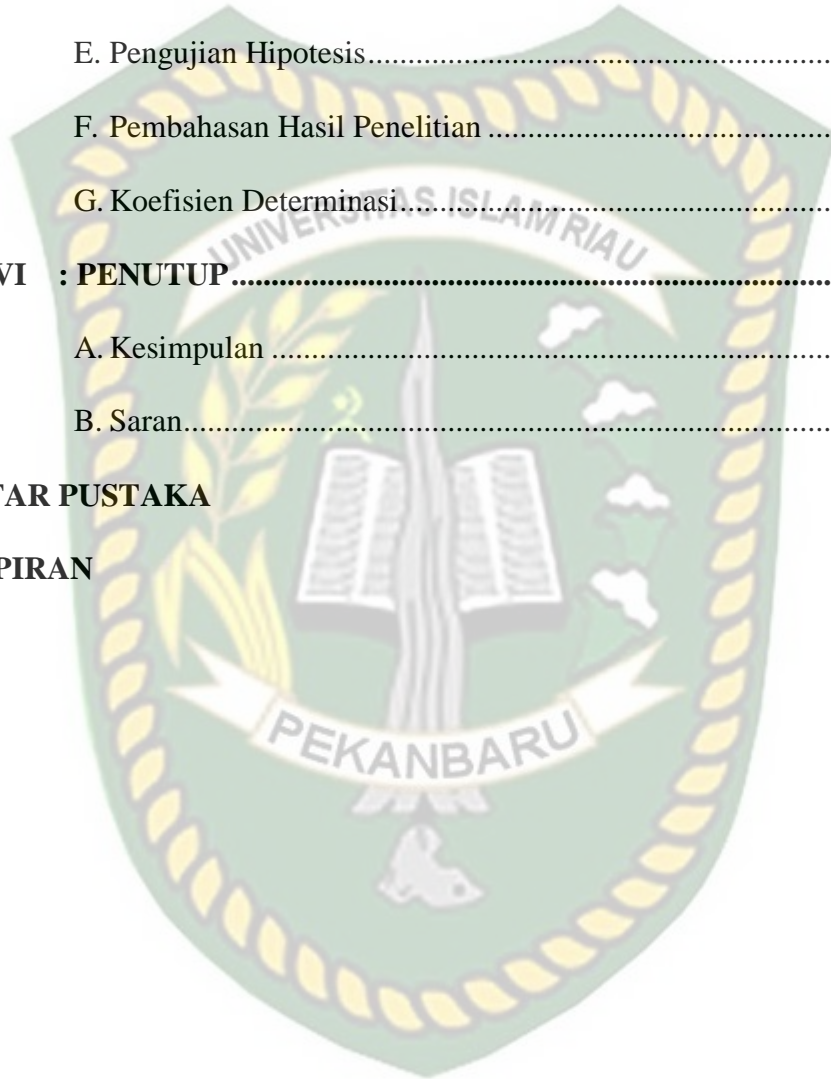 E. Pengujian Hipotesis..........................................................
F. Pembahasan Hasil Penelitian ...........................................
G. Koefisien Determinasi......................................................
UNIVERSITAS ISLAM RIAU
VI : PENUTUP...........................................................................
A. Kesimpulan ......................................................................
B. Saran.................................................................................
TAR PUSTAKA
PIRAN
PEKANBARU